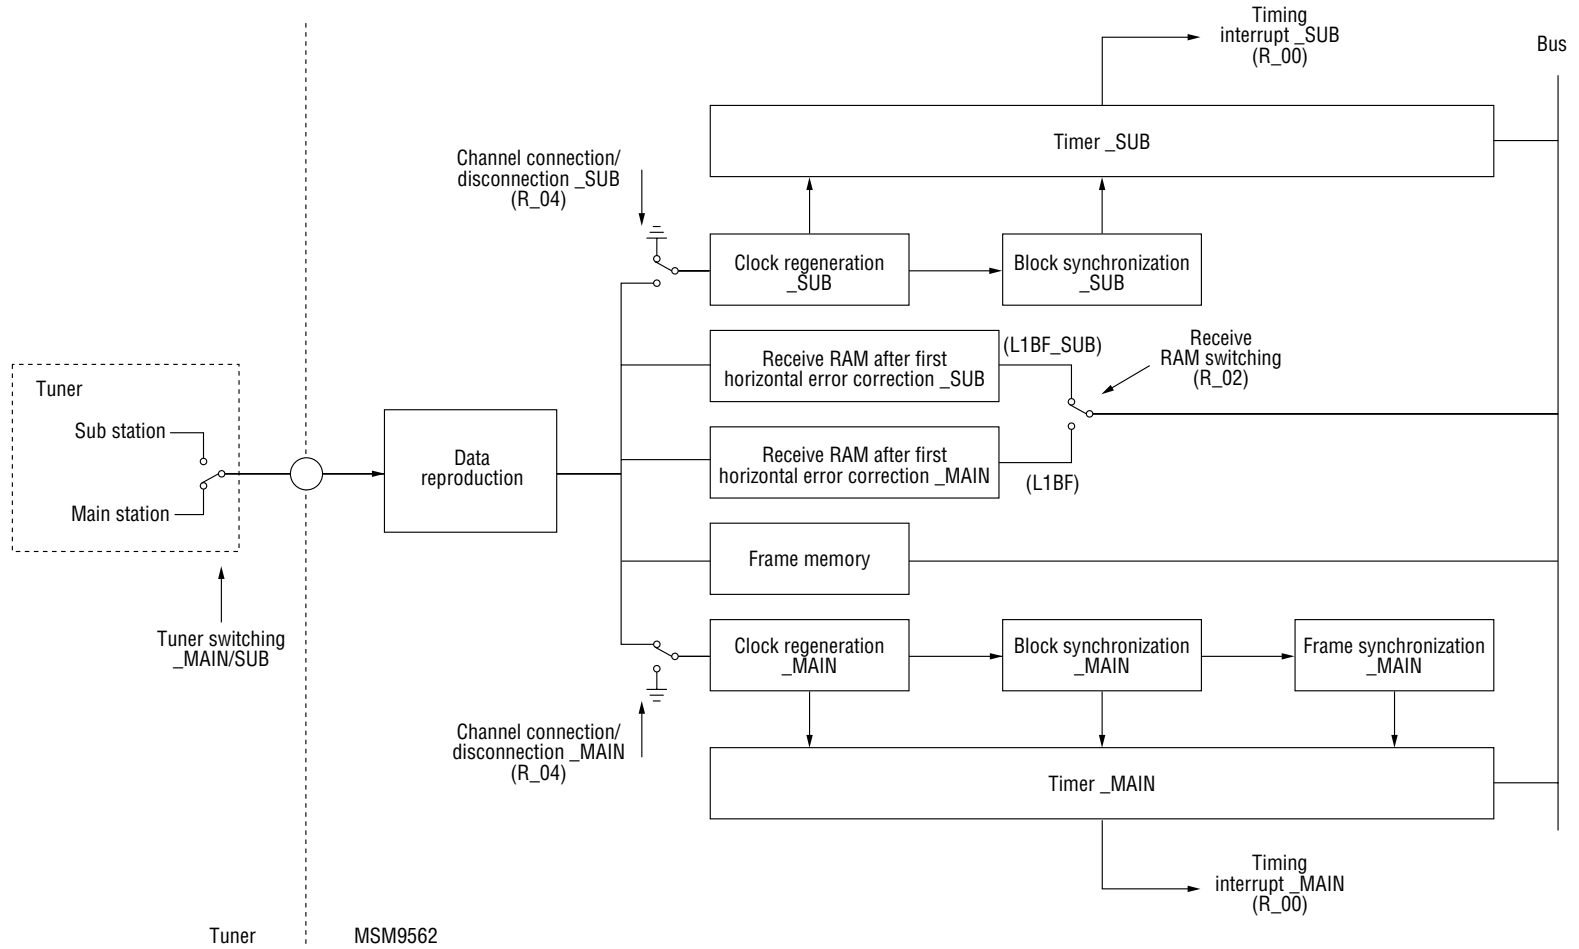 Timing
interrupt _SUB
(R_00)
Bus
Timer _SUB
Channel connection/
disconnection _SUB
(R_04)
Clock regeneration
_SUB
Block synchronization
_SUB
Receive RAM after first
horizontal error correction _SUB
(L1BF_SUB)
Receive
RAM switching
(R_02)
Tuner
Sub station
Main station
Data
reproduction
Receive RAM after first
horizontal error correction _MAIN
(L1BF)
Frame memory
Tuner switching
_MAIN/SUB
Clock regeneration
_MAIN
Block synchronization
_MAIN
Frame synchronization
_MAIN
Channel connection/
disconnection _MAIN
(R_04)
Timer _MAIN
Timing
interrupt _MAIN
(R_00)
Tuner
MSM9562